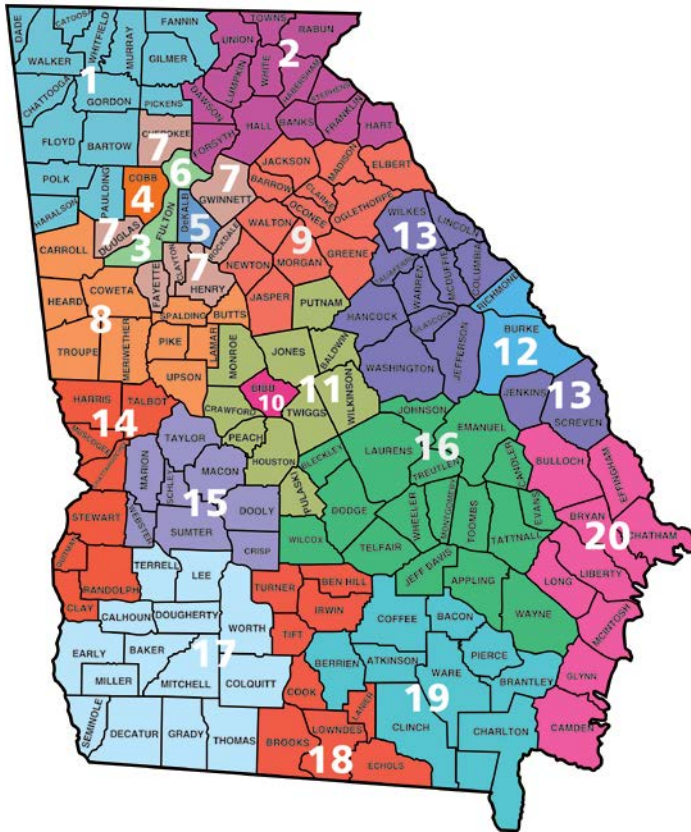 DADE
CATOOSA
WHITFIELD
MURRAY
FANNIN
TOWNS
RABUN
UNION
2
WALKER
1
GILMER
LUMPKIN
WHITE
HABERSHAM
STEPHENS
CHATTOOGA
GORDON
PICKENS
DAWSON
BANKS
FRANKLIN
HART
FLOYD
BARTOW
CHEROKEE
7
FORSYTH
HALL
JACKSON
MADISON
ELBERT
POLK
PAULDING
COBB
4
6
7
GWINNETT
BARROW
CLARKE
OCONEE
OGLETHORPE
HARALSON
7
DOUGLAS
3
FULTON
DeKALB
5
ROCKDALE
WALTON
9
MORGAN
GREENE
WILKES
LINCOLN
13
CARROLL
FAYETTE
CLAYTON
7
HENRY
NEWTON
TALIAFERRO
WARREN
MCDUFFIE
COLUMBIA
HEARD
COWETA
8
SPALDING
BUTTS
JASPER
PUTNAM
HANCOCK
GLASCOCK
RICHMOND
TROUPE
MERIWETHER
PIKE
LAMAR
MONROE
JONES
BALDWIN
WASHINGTON
JEFFERSON
BURKE
12
UPSON
BIBB
10
11
TWIGGS
WILKINSON
JENKINS
13
SCREVEN
HARRIS
TALBOT
14
CRAWFORD
PEACH
JOHNSON
EMANUEL
MUSCOGEE
CHATTAHOOCHEE
TAYLOR
MARION
SCHLEY
MACON
HOUSTON
BLECKLEY
LAURENS
16
TREUTLEN
CANDLER
BULLOCH
EFFINGHAM
15
DOOLY
PULASKI
DODGE
WHEELER
MONTGOMERY
TOOMBS
EVANS
TATTNALL
BRYAN
20
CHATHAM
STEWART
WEBSTER
SUMTER
CRISP
WILCOX
TELFAIR
QUITMAN
RANDOLPH
TERRELL
LEE
TURNER
BEN HILL
JEFF DAVIS
APPLING
LONG
LIBERTY
CLAY
CALHOUN
DOUGHERTY
WORTH
IRWIN
COFFEE
BACON
WAYNE
MCINTOSH
EARLY
BAKER
17
TIFT
BERRIEN
ATKINSON
PIERCE
MILLER
MITCHELL
COLQUITT
COOK
19
WARE
BRANTLEY
GLYNN
SEMINOLE
DECATUR
GRADY
THOMAS
BROOKS
LOWNDES
LANIER
CLINCH
CHARLTON
CAMDEN
18
ECHOLS